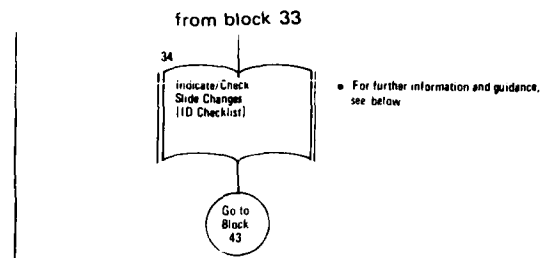 from block 33
34
Indicate/Check
Slide Changes
(ID Checklist)
• For further information and guidance,
see below
Go to
Block
43